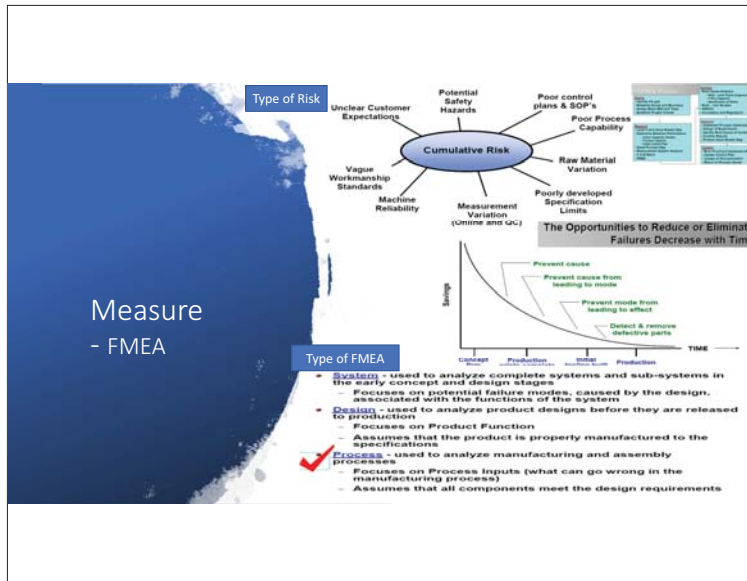 Type of Risk
Unclear Customer
Expectations
Potential
Safety
Hazards
Poor control
plans & SOP's
Poor Process
Capability
Cumulative Risk
Raw Material
Variation
Vague
Workmanship
Standards
Machine
Reliability
Poorly developed
Specification
Limits
Measurement
Variation
(Online and QC)
The Opportunities to Reduce or Eliminat
Failures Decrease with Tim
Savings
Prevent cause
Prevent cause from
leading to mode
Prevent mode from
leading to effect
Detect & remove
defective parts
TIME
Concept
Production
Initial
Production
Measure
- FMEA
Type of FMEA
• System - used to analyze complete systems and sub-systems in
the early concept and design stages
– Focuses on potential failure modes, caused by the design,
associated with the functions of the system
• Design - used to analyze product designs before they are released
to production
– Focuses on Product Function
– Assumes that the product is properly manufactured to the
specifications
• Process - used to analyze manufacturing and assembly
processes
– Focuses on Process Inputs (what can go wrong in the
manufacturing process)
– Assumes that all components meet the design requirements